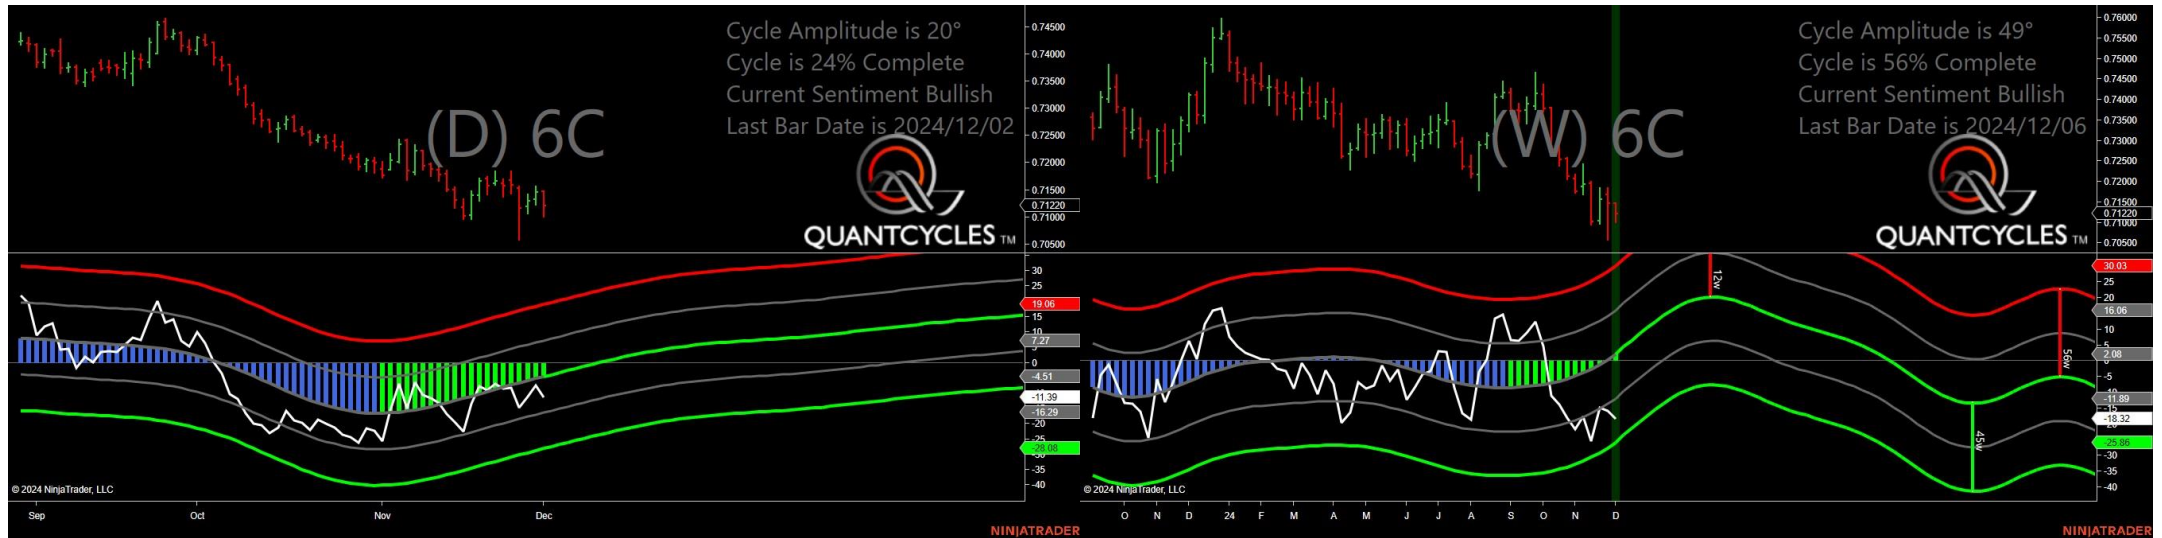 Cycle Amplitude is 20°
Cycle is 24% Complete
Current Sentiment Bullish
Last Bar Date is 2024/12/02
(D) 6C
QUANTCYCLES TM
0.74500
0.74000
0.73500
0.73000
0.72500
0.72000
0.71500
0.71220
0.71000
0.70500
30
25
19.06
15
10
7.27
5
0
-4.51
-11.39
-16.29
-20
-25
-28.08
-30
-35
-40
© 2024 NinjaTrader, LLC
Sep Oct Nov Dec
NINJATRADER
Cycle Amplitude is 49°
Cycle is 56% Complete
Current Sentiment Bullish
Last Bar Date is 2024/12/06
(W) 6C
QUANTCYCLES TM
0.76000
0.75500
0.75000
0.74500
0.74000
0.73500
0.73000
0.72500
0.72000
0.71500
0.71220
0.71000
0.70500
12w
45w
56w
30.03
25
20
16.06
10
5
2.08
0
-5
-11.89
-15
-18.32
-20
-25.86
-30
-35
-40
© 2024 NinjaTrader, LLC
O N D 24 F M A M J J A S O N D
NINJATRADER